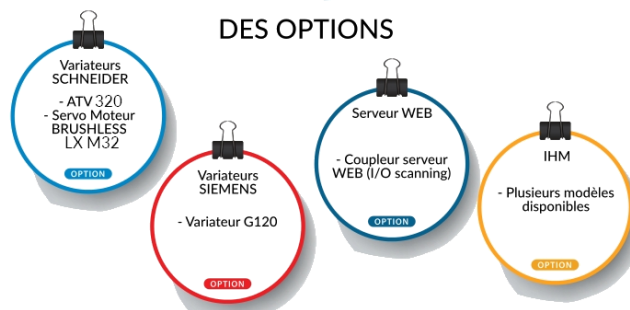 DES OPTIONS
Variateurs
SCHNEIDER
- ATV 320
- Servo Moteur
BRUSHLESS
LX M32
OPTION
Variateurs
SIEMENS
- Variateur G120
OPTION
Serveur WEB
- Coupleur serveur
WEB (I/O scanning)
OPTION
IHM
- Plusieurs modèles
disponibles
OPTION